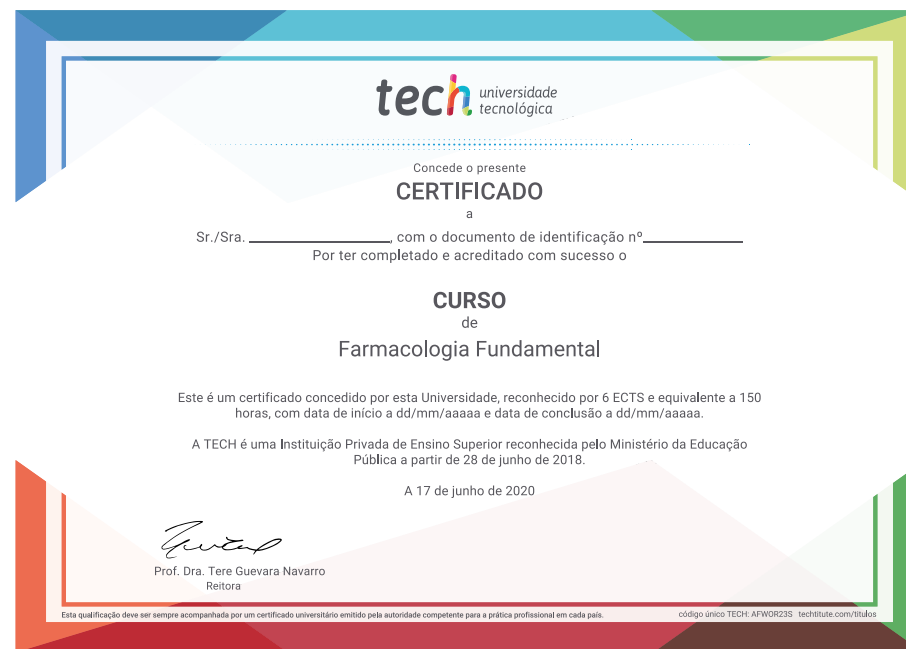 tech universidade
tecnológica
Concede o presente
CERTIFICADO
a
Sr./Sra. ____________________, com o documento de identificação nº______________
Por ter completado e acreditado com sucesso o
CURSO
de
Farmacologia Fundamental
Este é um certificado concedido por esta Universidade, reconhecido por 6 ECTS e equivalente a 150
horas, com data de início a dd/mm/aaaaa e data de conclusão a dd/mm/aaaaa.
A TECH é uma Instituição Privada de Ensino Superior reconhecida pelo Ministério da Educação
Pública a partir de 28 de junho de 2018.
A 17 de junho de 2020
Prof. Dra. Tere Guevara Navarro
Reitora
Esta qualificação deve ser sempre acompanhada por um certificado universitário emitido pela autoridade competente para a prática profissional em cada país. código único TECH: AFWOR23S techtitute.com/titulos